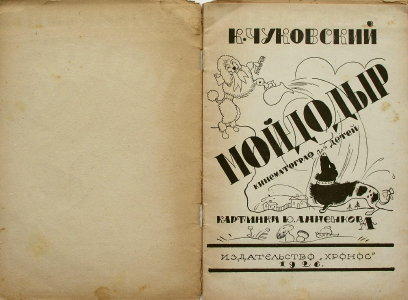 К. ЧУКОВСКИЙ
МОЙДОДЫР
КИНЕМАТОГРАФ для ДЕТЕЙ
КАРТИНКИ Ю. АННЕНКОВА
ИЗДАТЕЛЬСТВО „ХРОНОС"
1926.